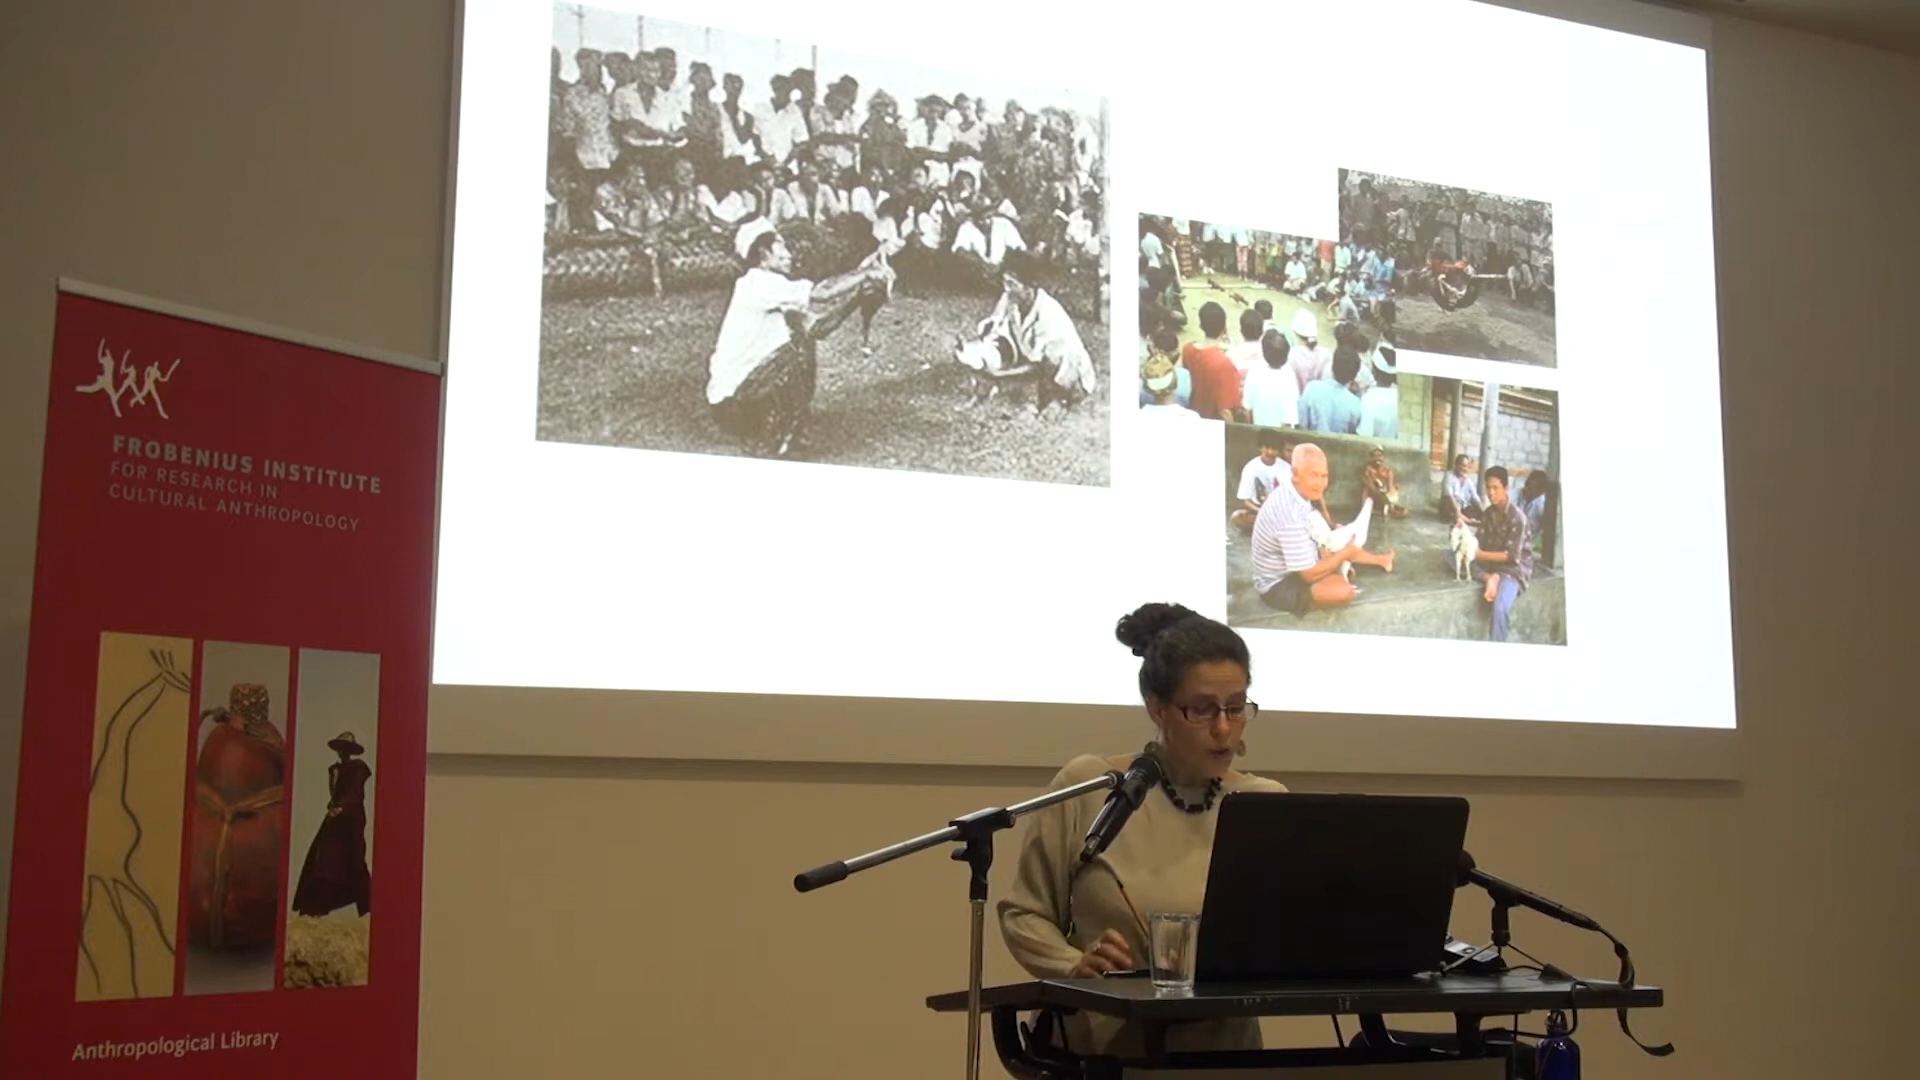 FROBENIUS INSTITUTE
FOR RESEARCH IN
CULTURAL ANTHROPOLOGY
Anthropological Library